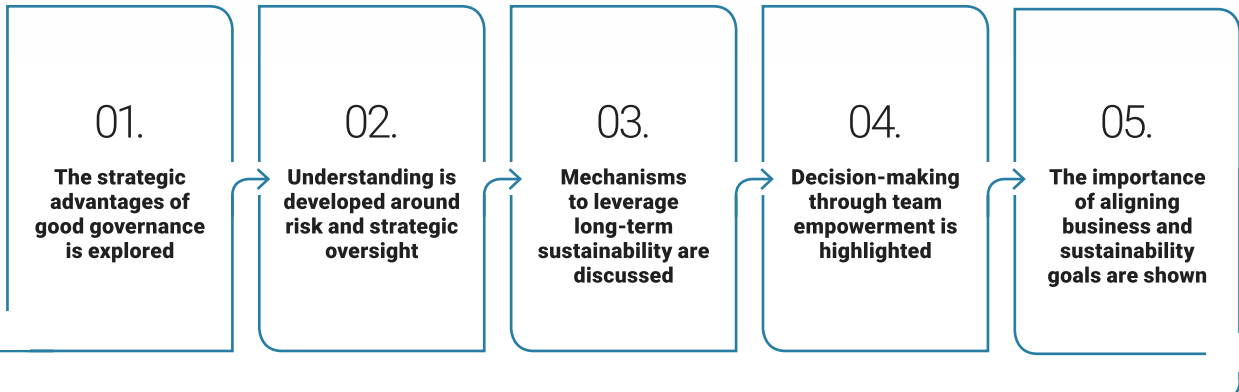 01.
The strategic
advantages of
good governance
is explored
02.
Understanding is
developed around
risk and strategic
oversight
03.
Mechanisms
to leverage
long-term
sustainability are
discussed
04.
Decision-making
through team
empowerment is
highlighted
05.
The importance
of aligning
business and
sustainability
goals are shown